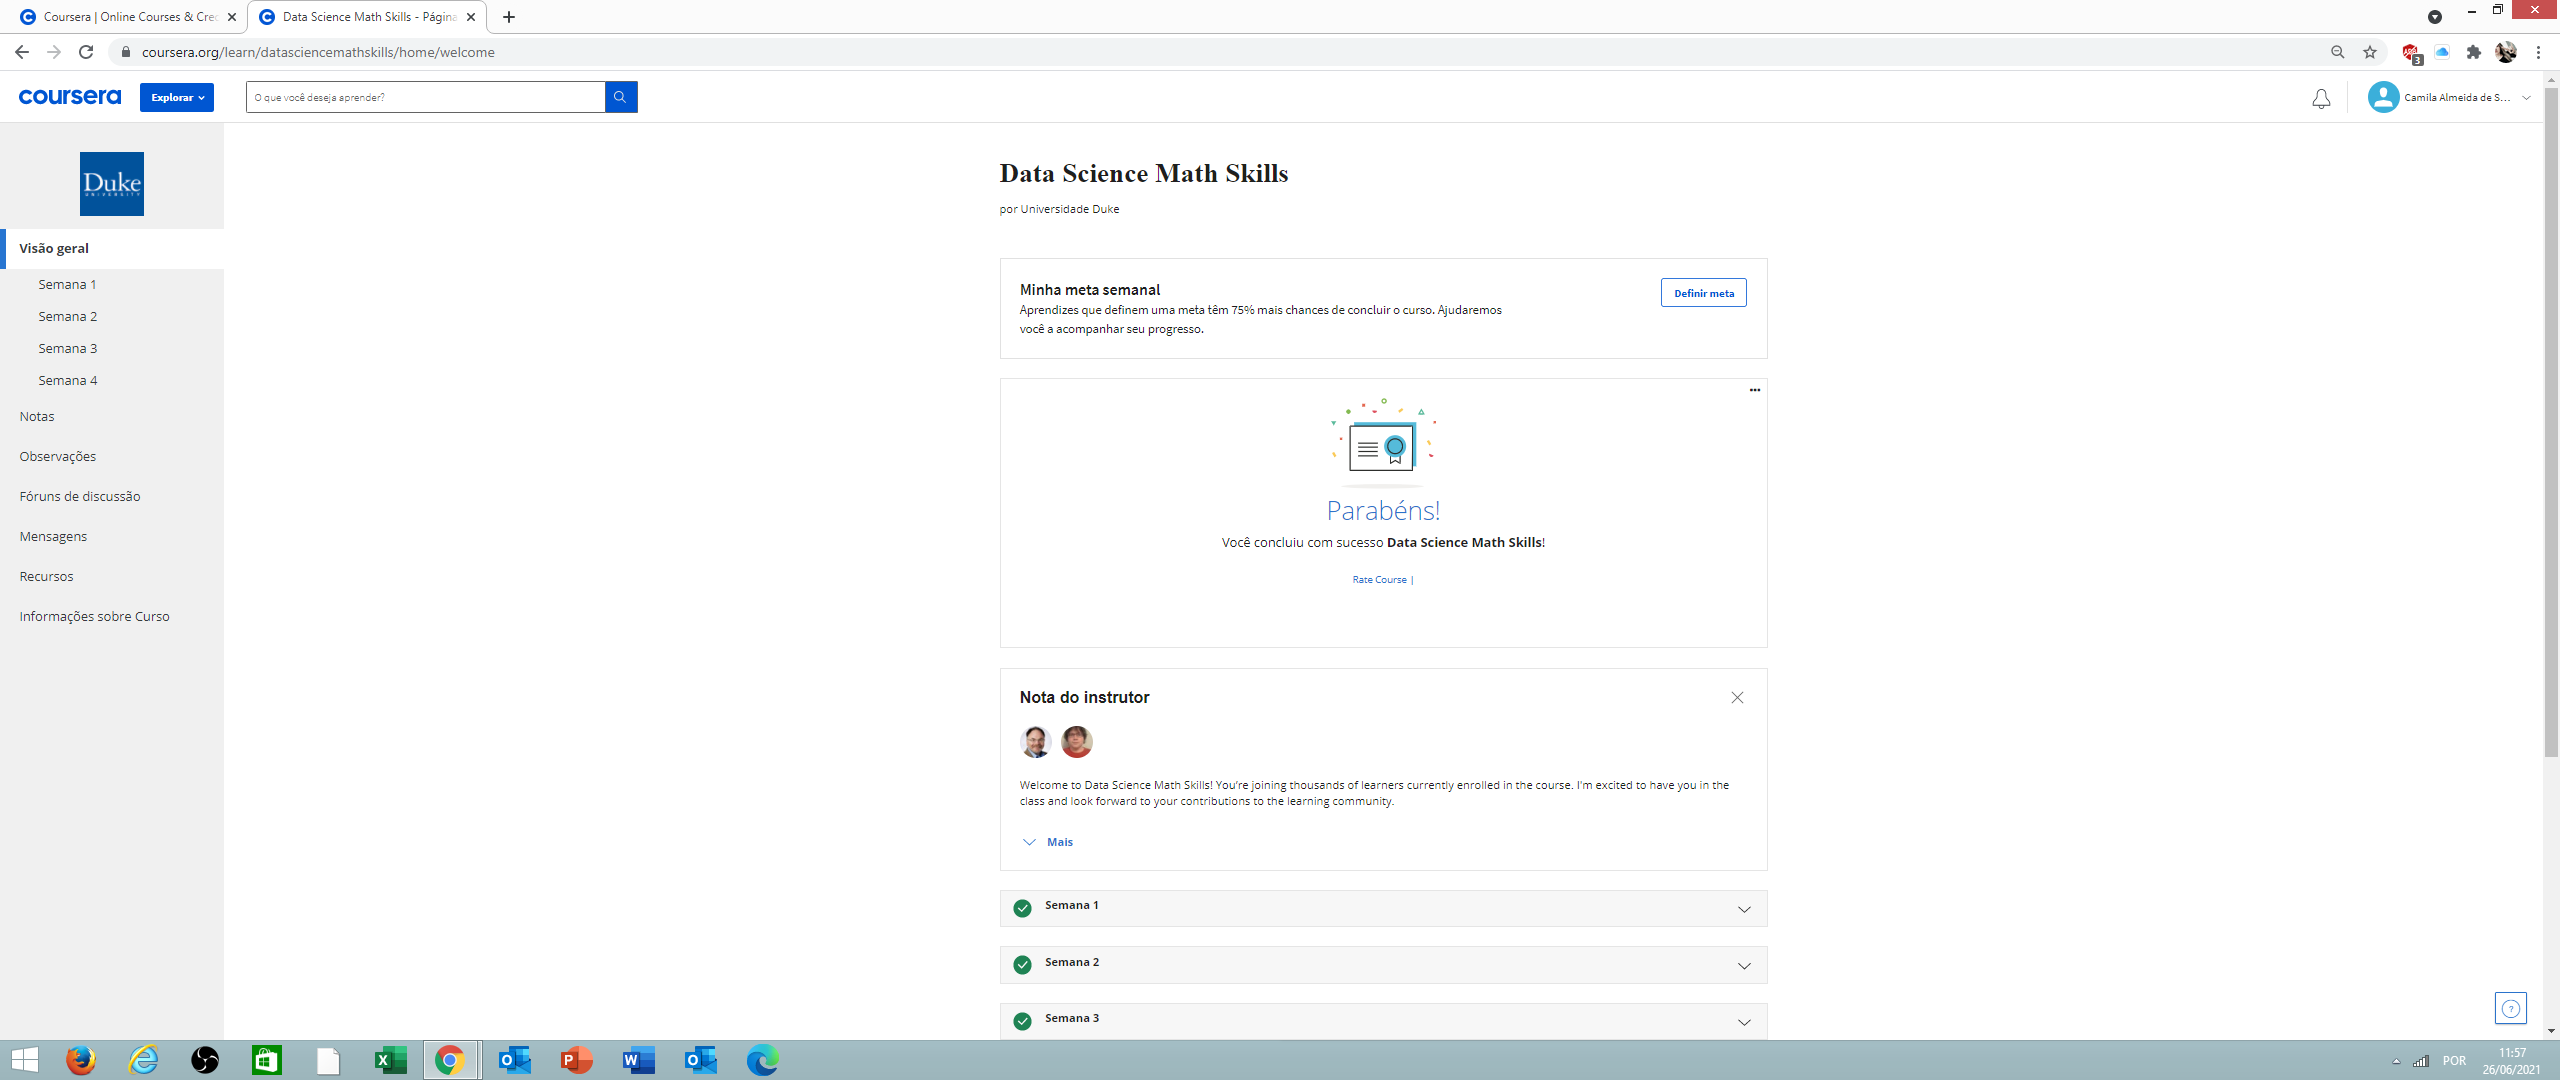 Coursera | Online Courses & Cre
Data Science Math Skills - Página
coursera.org/learn/datasciencemathskills/home/welcome
3
coursera
Explorar
O que você deseja aprender?
Camila Almeida de S...
Duke
UNIVERSITY
Visão geral
Semana 1
Semana 2
Semana 3
Semana 4
Notas
Observações
Fóruns de discussão
Mensagens
Recursos
Informações sobre Curso
Data Science Math Skills
por Universidade Duke
Minha meta semanal
Definir meta
Aprendizes que definem uma meta têm 75% mais chances de concluir o curso. Ajudaremos
você a acompanhar seu progresso.
Parabéns!
Você concluiu com sucesso Data Science Math Skills!
Rate Course |
Nota do instrutor
Welcome to Data Science Math Skills! You're joining thousands of learners currently enrolled in the course. I'm excited to have you in the
class and look forward to your contributions to the learning community.
Mais
Semana 1
Semana 2
Semana 3
POR
11:57
26/06/2021